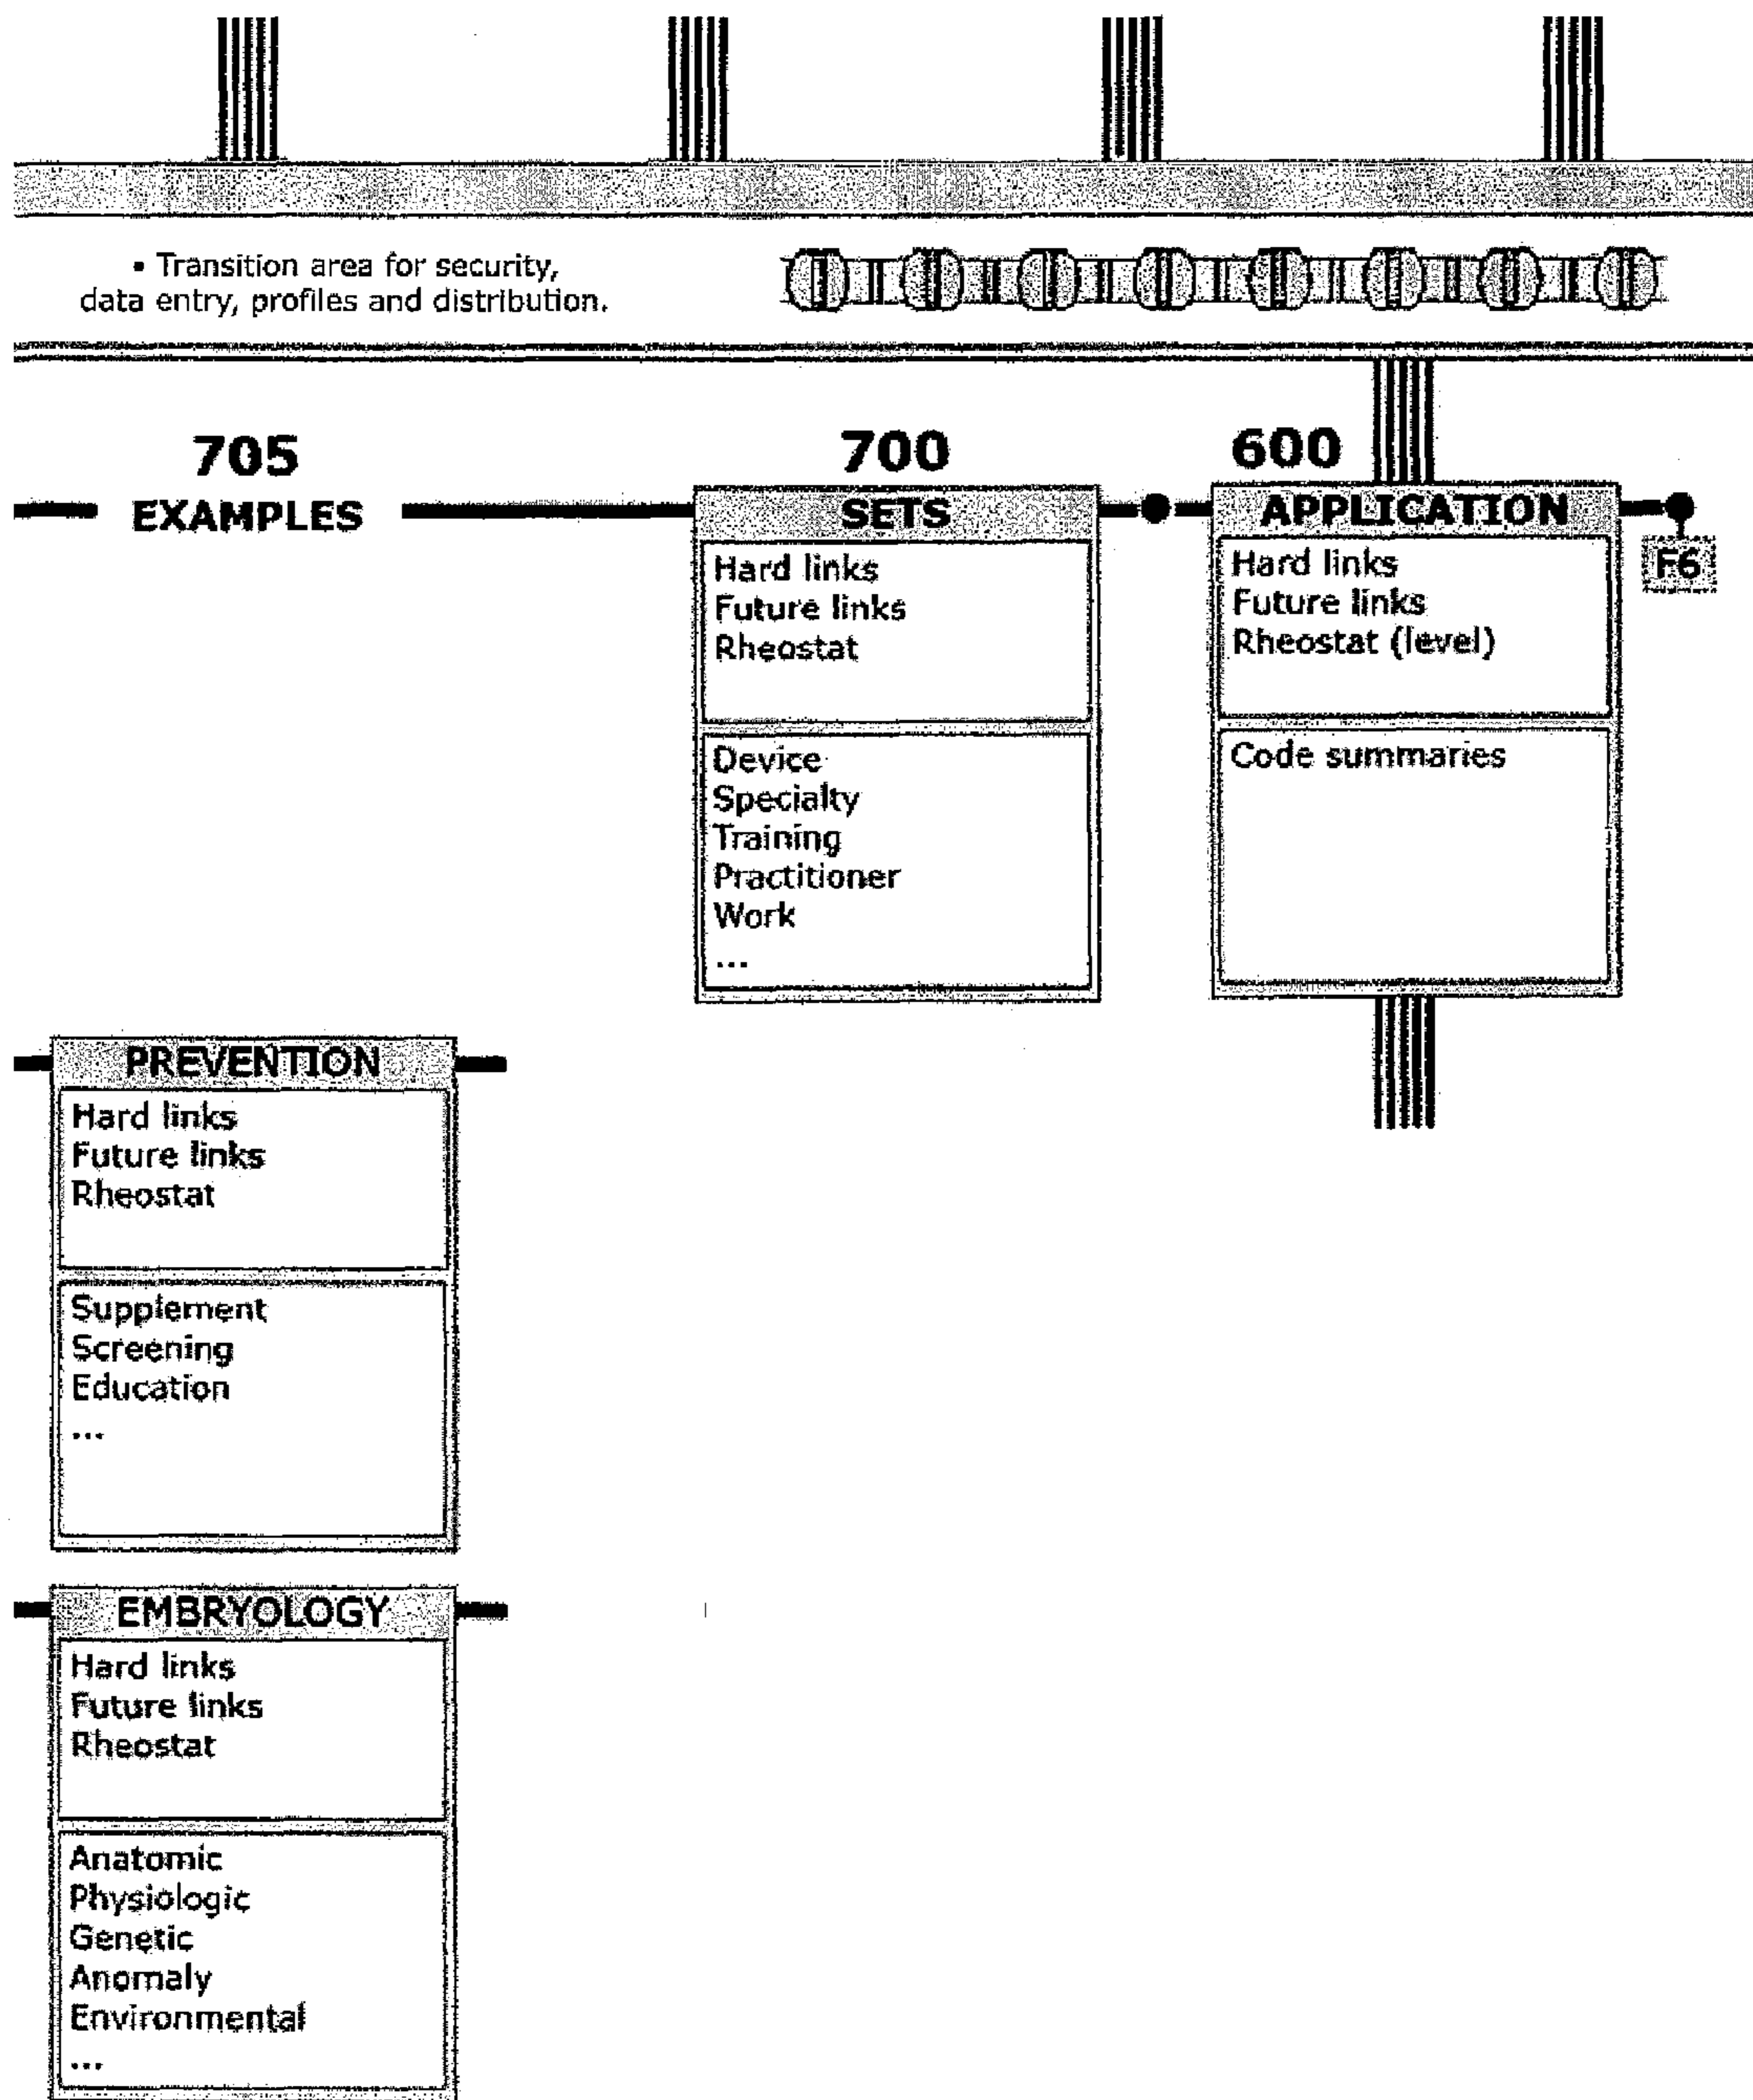 ▪ Transition area for security,
data entry, profiles and distribution.
705
EXAMPLES
700
SETS
Hard links
Future links
Rheostat
Device
Specialty
Training
Practitioner
Work
...
600
APPLICATION
Hard links
Future links
Rheostat (level)
Code summaries
F6
PREVENTION
Hard links
Future links
Rheostat
Supplement
Screening
Education
...
EMBRYOLOGY
Hard links
Future links
Rheostat
Anatomic
Physiologic
Genetic
Anomaly
Environmental
...